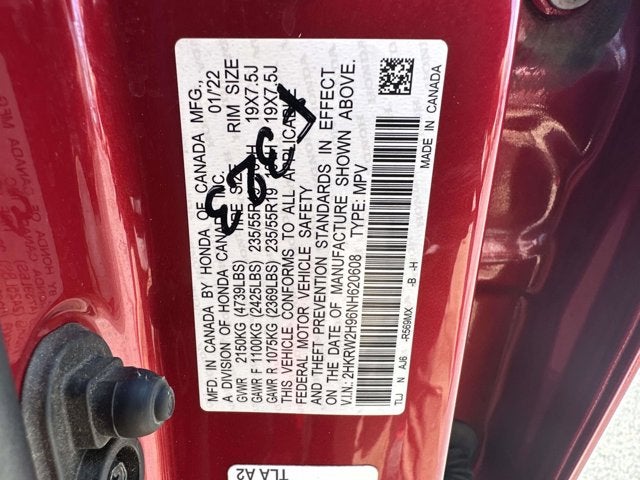 MFD. IN CANADA BY HONDA OF CANADA MFG.,
A DIVISION OF HONDA CANADA INC. 01/22
GVWR 2150KG (4739LBS) TIRE SIZE RIM SIZE
GAWR F 1100KG (2425LBS) 235/55R19 19X7.5J
GAWR R 1075KG (2369LBS) 235/55R19 19X7.5J
THIS VEHICLE CONFORMS TO ALL APPLICABLE
FEDERAL MOTOR VEHICLE SAFETY
AND THEFT PREVENTION STANDARDS IN EFFECT
ON THE DATE OF MANUFACTURE SHOWN ABOVE.
V.I.N.: 2HKRW2H96NH620608 TYPE: MPV
TLJ N AJ6 -R569MX -B -H MADE IN CANADA
TLA A2